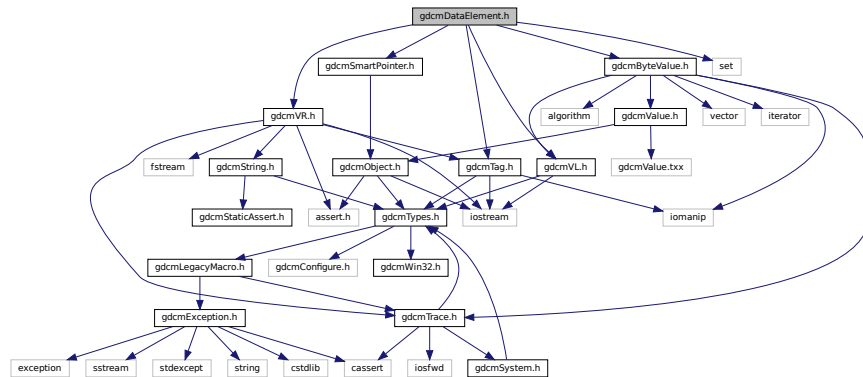 gdcmDataElement.h
gdcmSmartPointer.h
gdcmByteValue.h
set
gdcmVR.h
algorithm
gdcmValue.h
vector
iterator
fstream
gdcmString.h
gdcmObject.h
gdcmTag.h
gdcmVL.h
gdcmValue.txx
gdcmStaticAssert.h
assert.h
gdcmTypes.h
iostream
iomanip
gdcmLegacyMacro.h
gdcmConfigure.h
gdcmWin32.h
gdcmException.h
gdcmTrace.h
exception
sstream
stdexcept
string
cstdlib
cassert
iosfwd
gdcmSystem.h